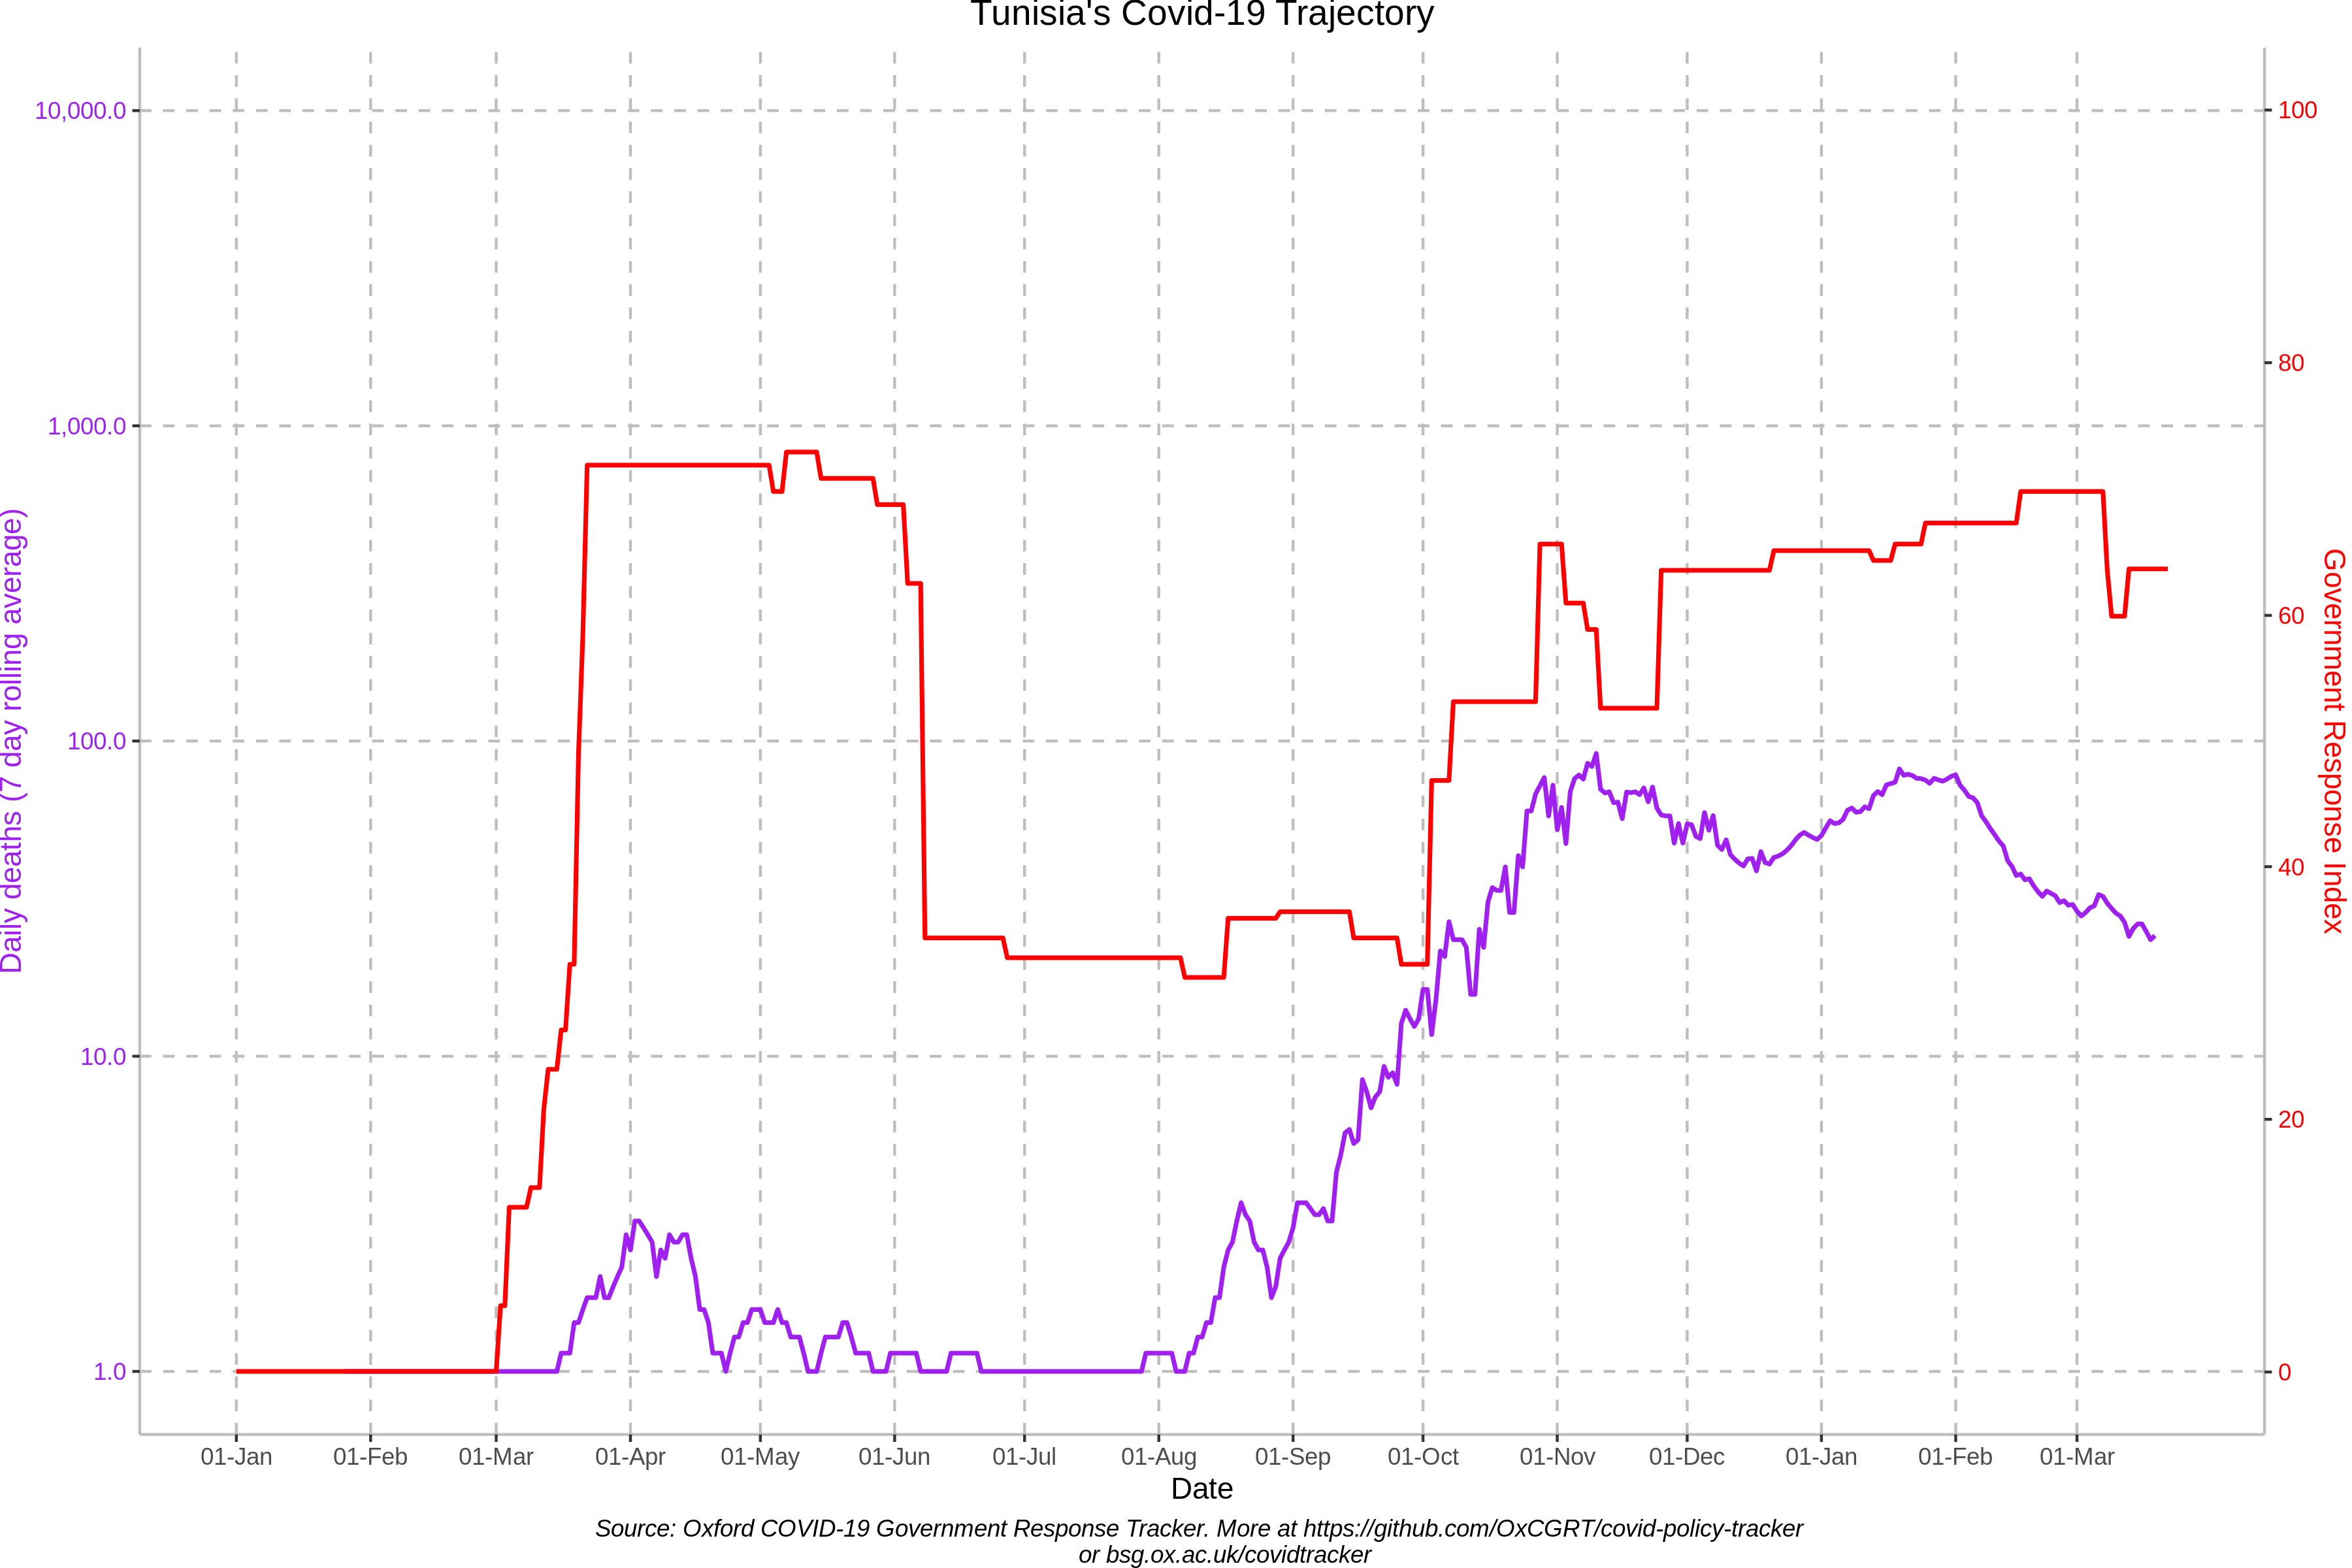 Tunisia's Covid-19 Trajectory
10,000.0
1,000.0
100.0
10.0
1.0
Daily deaths (7 day rolling average)
100
80
60
40
20
0
Government Response Index
01-Jan 01-Feb 01-Mar 01-Apr 01-May 01-Jun 01-Jul 01-Aug 01-Sep 01-Oct 01-Nov 01-Dec 01-Jan 01-Feb 01-Mar
Date
Source: Oxford COVID-19 Government Response Tracker. More at https://github.com/OxCGRT/covid-policy-tracker
or bsg.ox.ac.uk/covidtracker